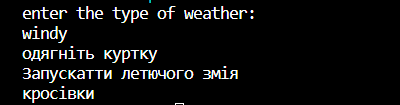 enter the type of weather:
windy
одягніть куртку
Запускатти летючого змія
кросівки